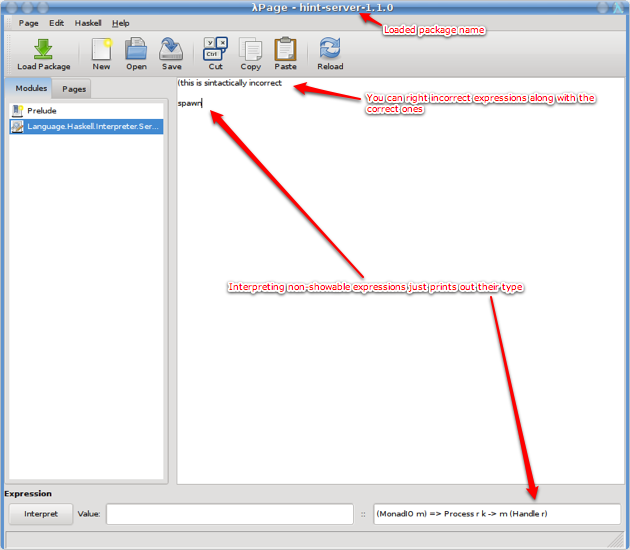 λPage - hint-server-1.1.0
Page Edit Haskell Help
Loaded package name
Load Package New Open Save Cut Copy Paste Reload
Ctrl
Modules Pages
(this is sintactically incorrect
You can right incorrect expressions along with the
correct ones
Prelude
spawn
Language.Haskell.Interpreter.Ser...
Interpreting non-showable expressions just prints out their type
Expression
Interpret Value: :: (MonadIO m) => Process r k -> m (Handle r)